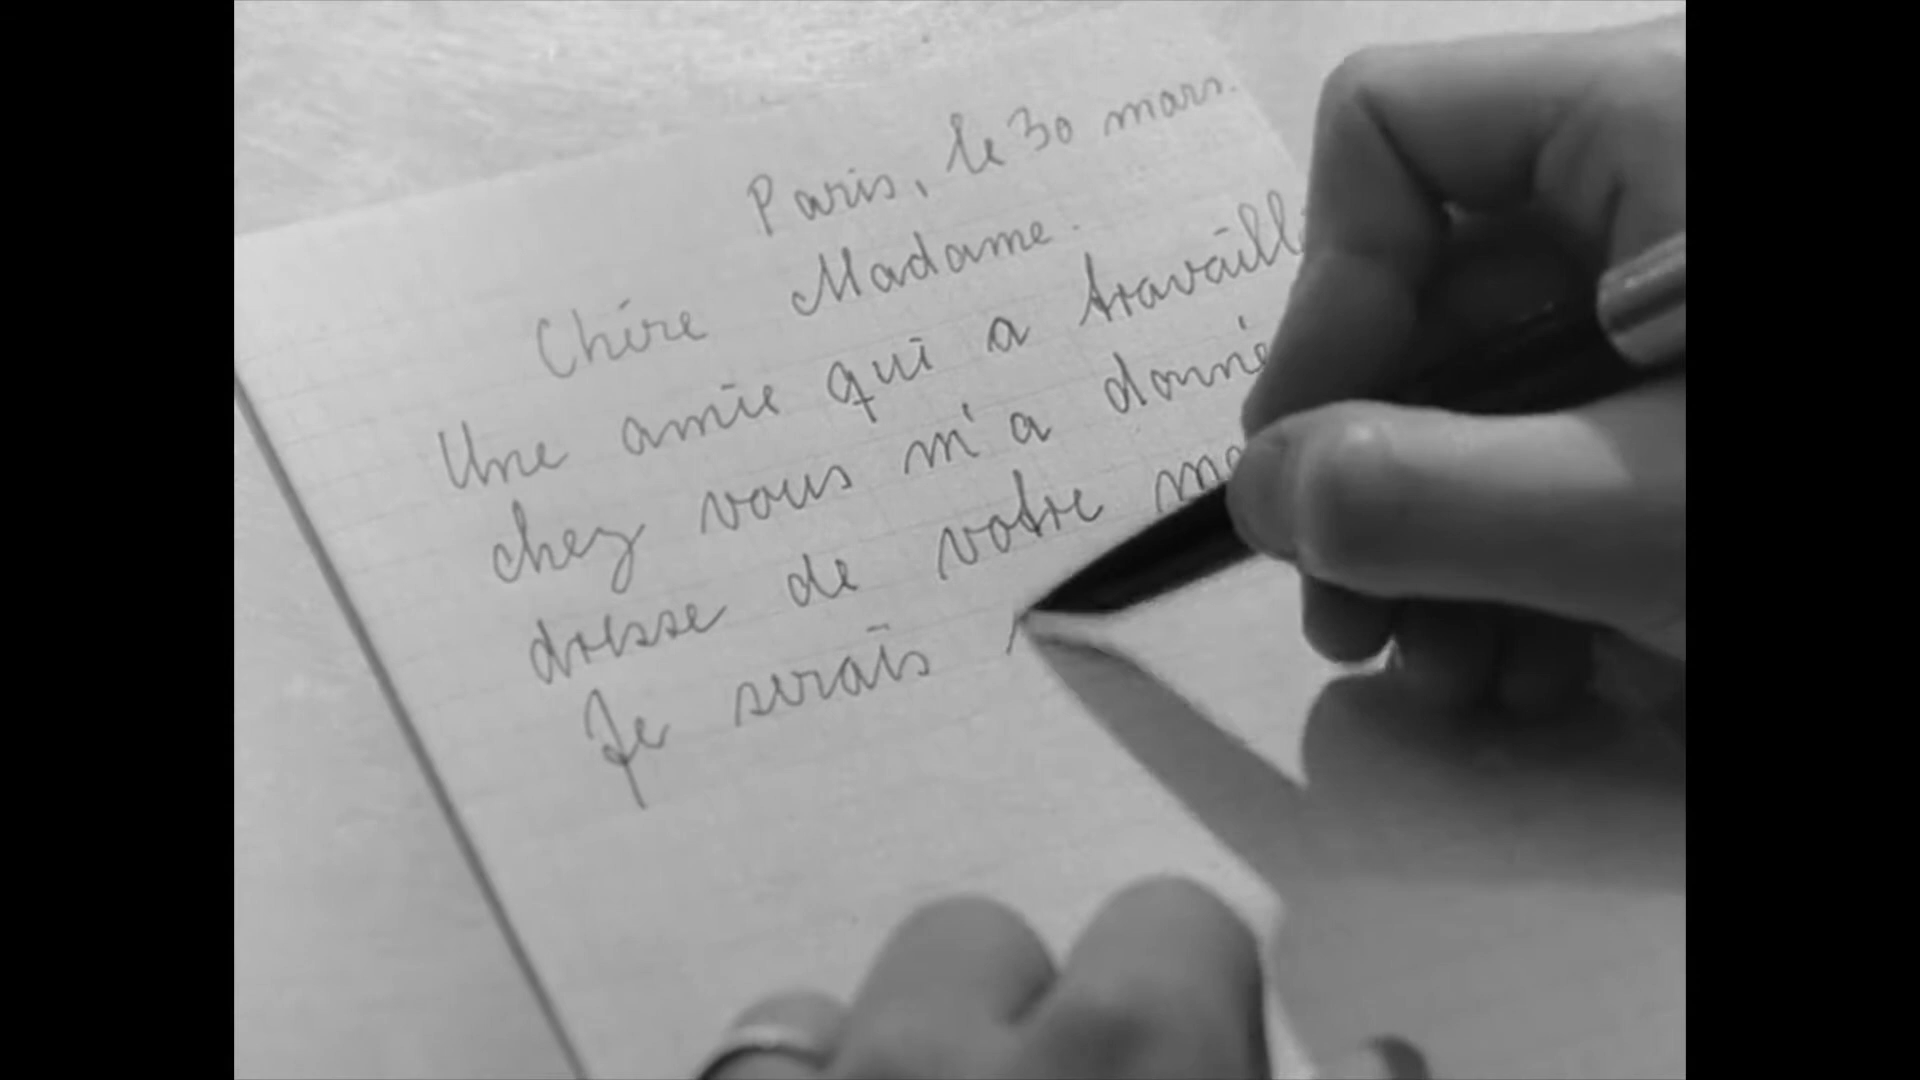 Paris, le 30 mars.
Chère Madame.
Une amie qui a travaill
chez vous m'a donné
dresse de votre
Je serais